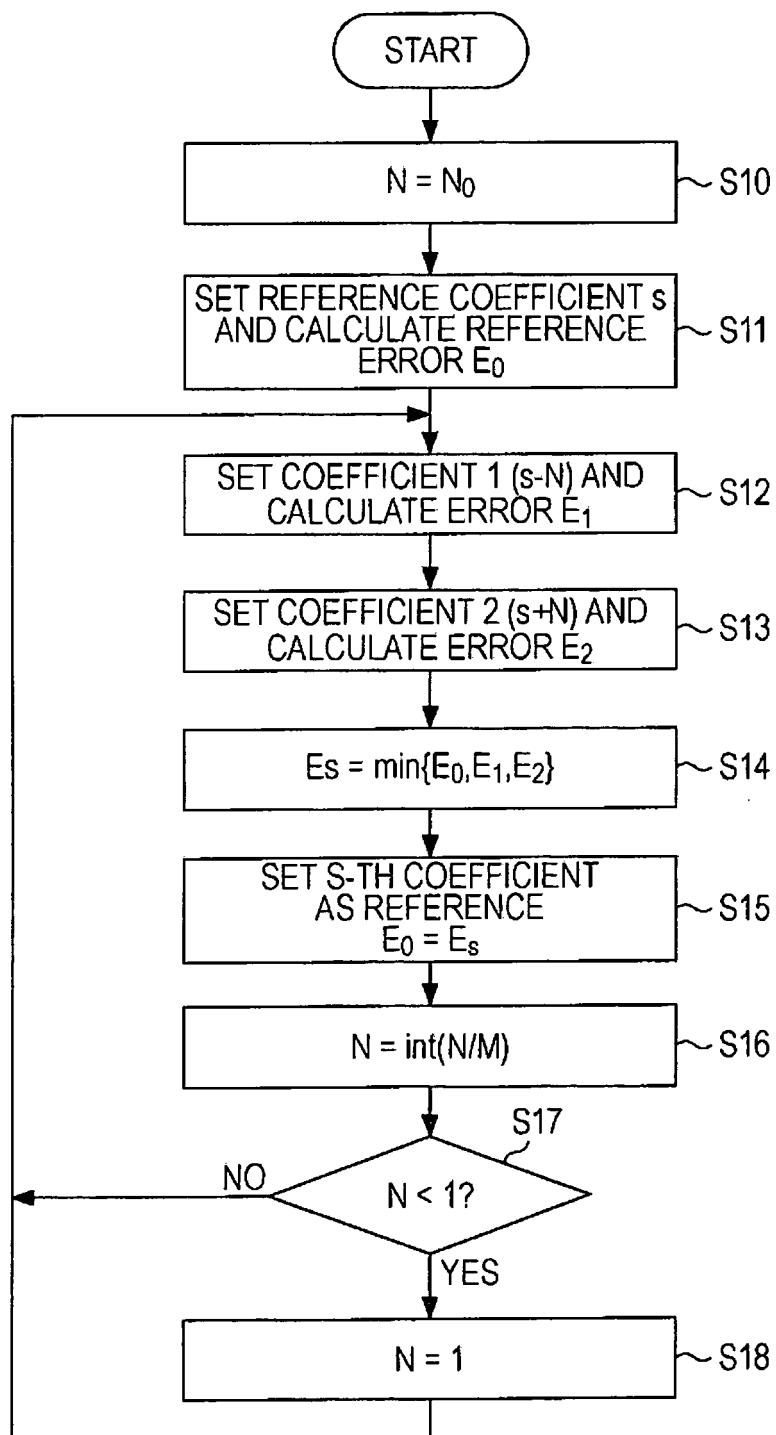 START
N = N₀
S10
SET REFERENCE COEFFICIENT s
AND CALCULATE REFERENCE
ERROR E₀
S11
SET COEFFICIENT 1 (s-N) AND
CALCULATE ERROR E₁
S12
SET COEFFICIENT 2 (s+N) AND
CALCULATE ERROR E₂
S13
Es = min{E₀,E₁,E₂}
S14
SET S-TH COEFFICIENT
AS REFERENCE
E₀ = Eₛ
S15
N = int(N/M)
S16
S17
NO
N < 1?
YES
N = 1
S18